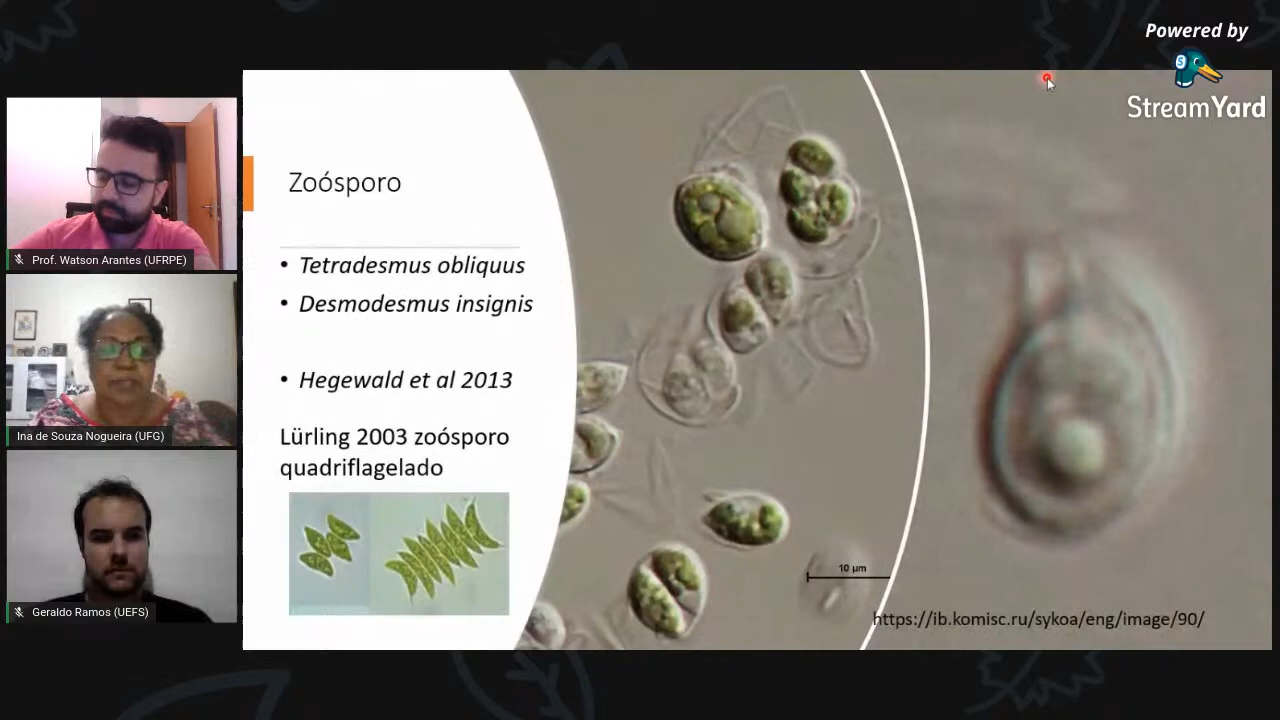 Powered by
StreamYard
Prof. Watson Arantes (UFRPE)
Ina de Souza Nogueira (UFG)
Geraldo Ramos (UEFS)
Zoósporo
• Tetradesmus obliquus
• Desmodesmus insignis
• Hegewald et al 2013
Lürling 2003 zoósporo
quadriflagelado
10 µm
https://ib.komisc.ru/sykoa/eng/image/90/